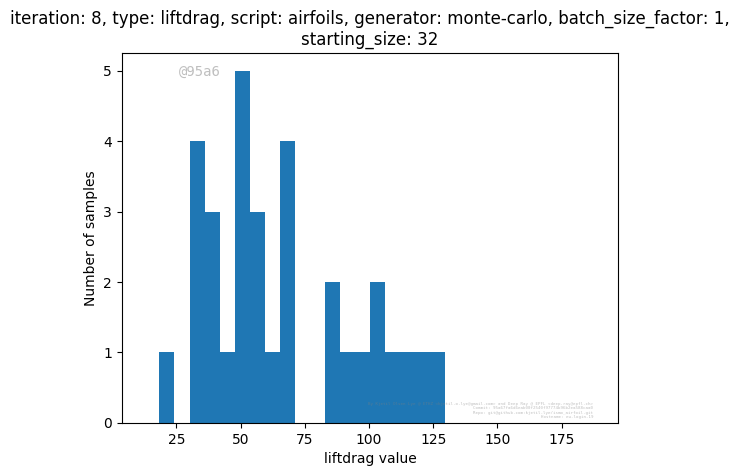 iteration: 8, type: liftdrag, script: airfoils, generator: monte-carlo, batch_size_factor: 1,
starting_size: 32
@95a6
5
4
3
2
1
0
Number of samples
25
50
75
100
125
150
175
liftdrag value